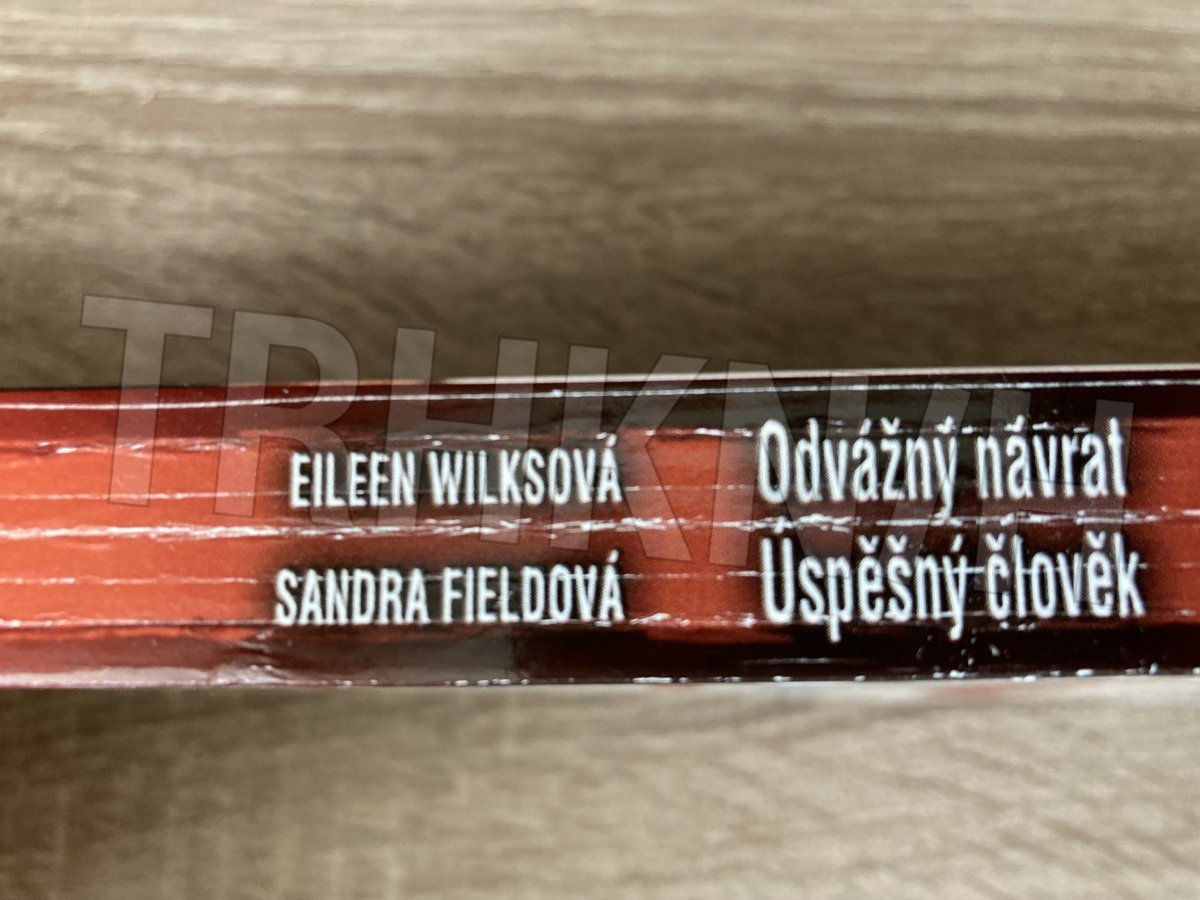 EILEEN WILKSOVÁ Odvážný návrat
SANDRA FIELDOVÁ Úspěšný člověk
TRHKNIH